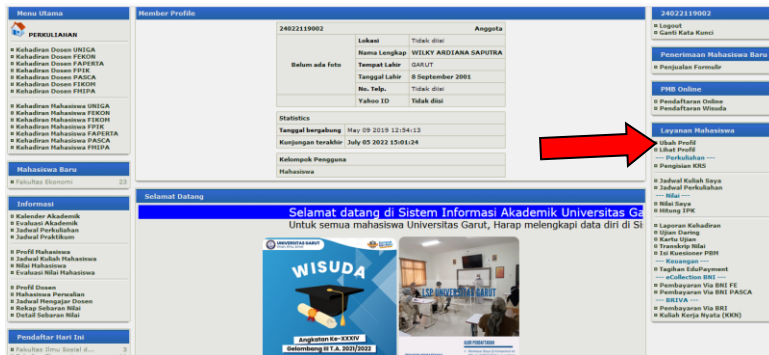 Menu Utama
PERKULIAHAN
Kehadiran Dosen UNIGA
Kehadiran Dosen FEKON
Kehadiran Dosen FAPERTA
Kehadiran Dosen FPIK
Kehadiran Dosen PASCA
Kehadiran Dosen FIKOM
Kehadiran Dosen FMIPA
Kehadiran Mahasiswa UNIGA
Kehadiran Mahasiswa FEKON
Kehadiran Mahasiswa FIKOM
Kehadiran Mahasiswa FPIK
Kehadiran Mahasiswa FAPERTA
Kehadiran Mahasiswa PASCA
Kehadiran Mahasiswa FMIPA
Mahasiswa Baru
Fakultas Ekonomi 23
Informasi
Kalender Akademik
Evaluasi Akademik
Jadwal Perkuliahan
Jadwal Praktikum
Profil Mahasiswa
Jadwal Kuliah Mahasiswa
Nilai Mahasiswa
Evaluasi Nilai Mahasiswa
Profil Dosen
Mahasiswa Perwalian
Jadwal Mengajar Dosen
Rekap Sebaran Nilai
Detail Sebaran Nilai
Pendaftar Hari Ini
Fakultas Ilmu Sosial d... 3
Member Profile
24022119002 Anggota
Belum ada foto
Lokasi Tidak diisi
Nama Lengkap WILKY ARDIANA SAPUTRA
Tempat Lahir GARUT
Tanggal Lahir 8 September 2001
No. Telp. Tidak diisi
Yahoo ID Tidak diisi
Statistics
Tanggal bergabung May 09 2019 12:54:13
Kunjungan terakhir July 05 2022 15:01:24
Kelompok Pengguna
Mahasiswa
Selamat Datang
Selamat datang di Sistem Informasi Akademik Universitas Ga
Untuk semua mahasiswa Universitas Garut, Harap melengkapi data diri di Si
UNIVERSITAS GARUT
WISUDA
Angkatan Ke-XXXIV
Gelombang II T.A. 2021/2022
LSP UNIVERSITAS GARUT
24022119002
Logout
Ganti Kata Kunci
Penerimaan Mahasiswa Baru
Penjualan Formulir
PMB Online
Pendaftaran Online
Pendaftaran Wisuda
Layanan Mahasiswa
Ubah Profil
Lihat Profil
--- Perkuliahan ---
Pengisian KRS
Jadwal Kuliah Saya
Jadwal Perkuliahan
--- Nilai ---
Nilai Saya
Hitung IPK
Laporan Kehadiran
Ujian Daring
Kartu Ujian
Transkrip Nilai
Isi Kuesioner PBM
--- Keuangan ---
Tagihan EduPayment
--- eCollection BNI ---
Pembayaran Via BNI FE
Pembayaran Via BNI PASCA
--- BRIVA ---
Pembayaran Via BRI
Kuliah Kerja Nyata (KKN)